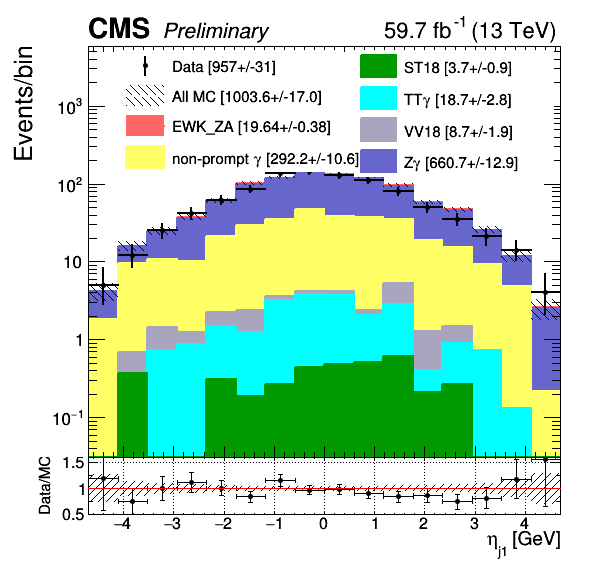 CMS Preliminary 59.7 fb⁻¹ (13 TeV)
Events/bin
Data [957+/-31]
All MC [1003.6+/-17.0]
EWK_ZA [19.64+/-0.38]
non-prompt γ [292.2+/-10.6]
ST18 [3.7+/-0.9]
TTγ [18.7+/-2.8]
VV18 [8.7+/-1.9]
Zγ [660.7+/-12.9]
10³
10²
10
1
10⁻¹
Data/MC
1.5
1
0.5
−4 −3 −2 −1 0 1 2 3 4
η_j1 [GeV]